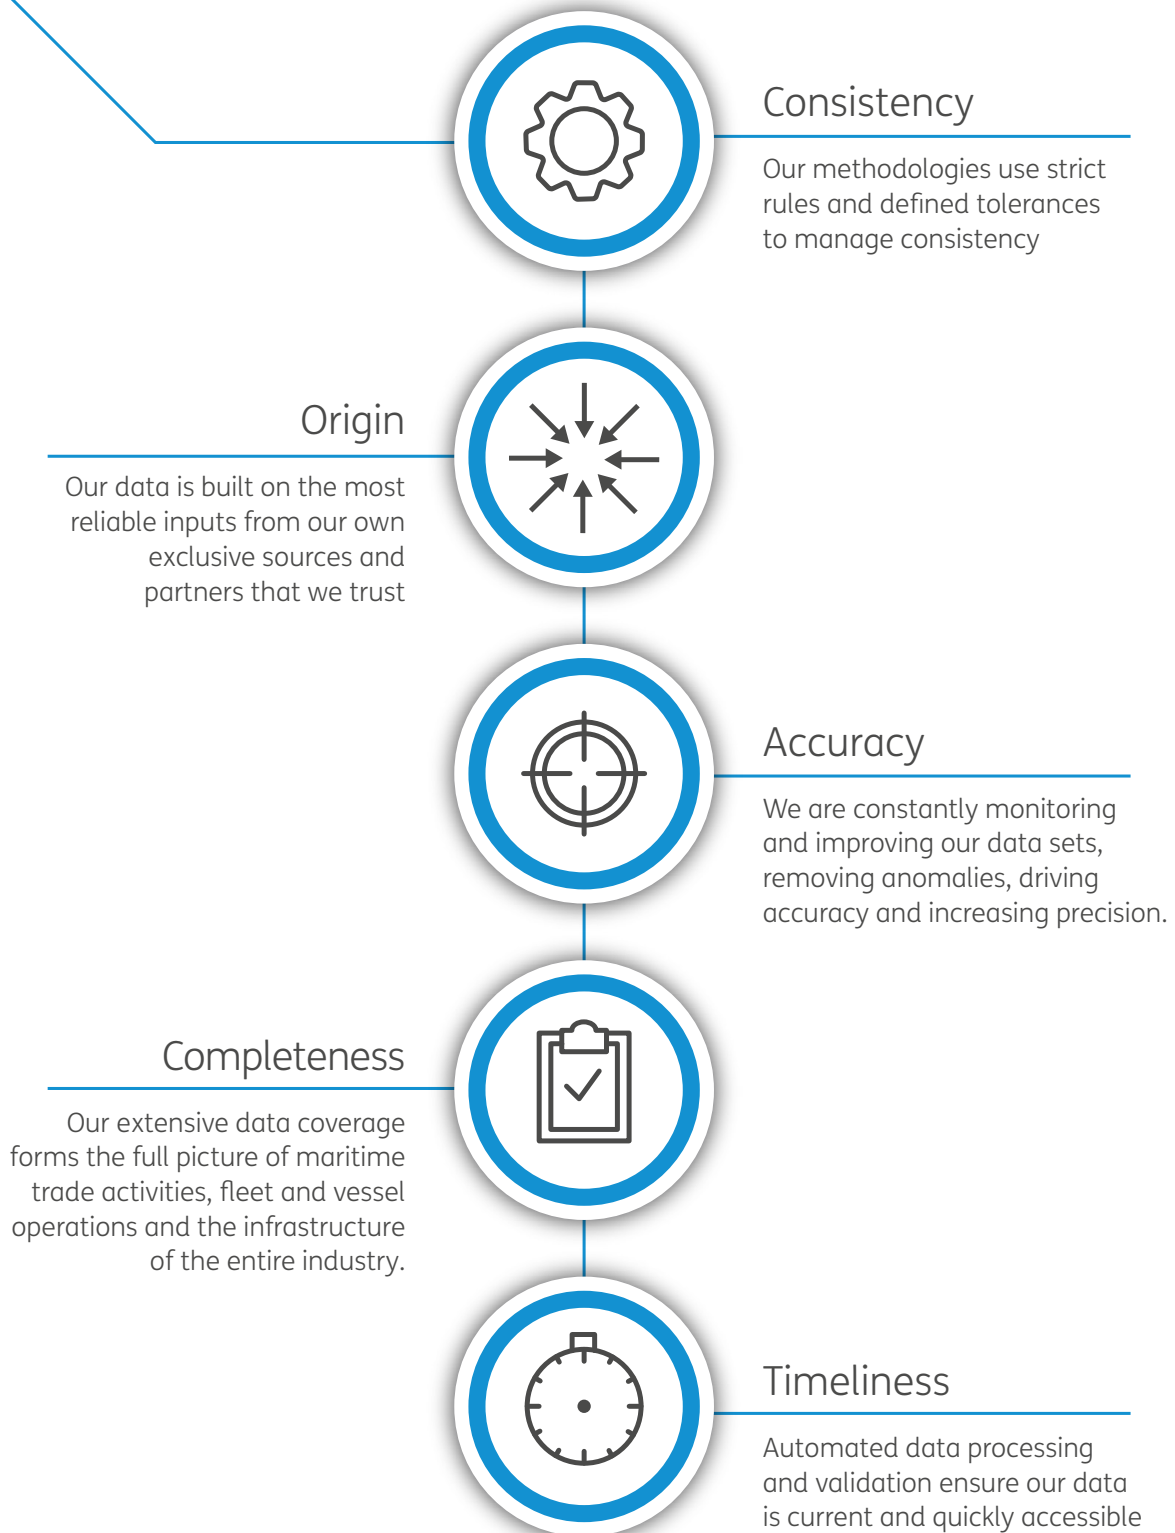 Consistency
Our methodologies use strict
rules and defined tolerances
to manage consistency
Origin
Our data is built on the most
reliable inputs from our own
exclusive sources and
partners that we trust
Accuracy
We are constantly monitoring
and improving our data sets,
removing anomalies, driving
accuracy and increasing precision.
Completeness
Our extensive data coverage
forms the full picture of maritime
trade activities, fleet and vessel
operations and the infrastructure
of the entire industry.
Timeliness
Automated data processing
and validation ensure our data
is current and quickly accessible